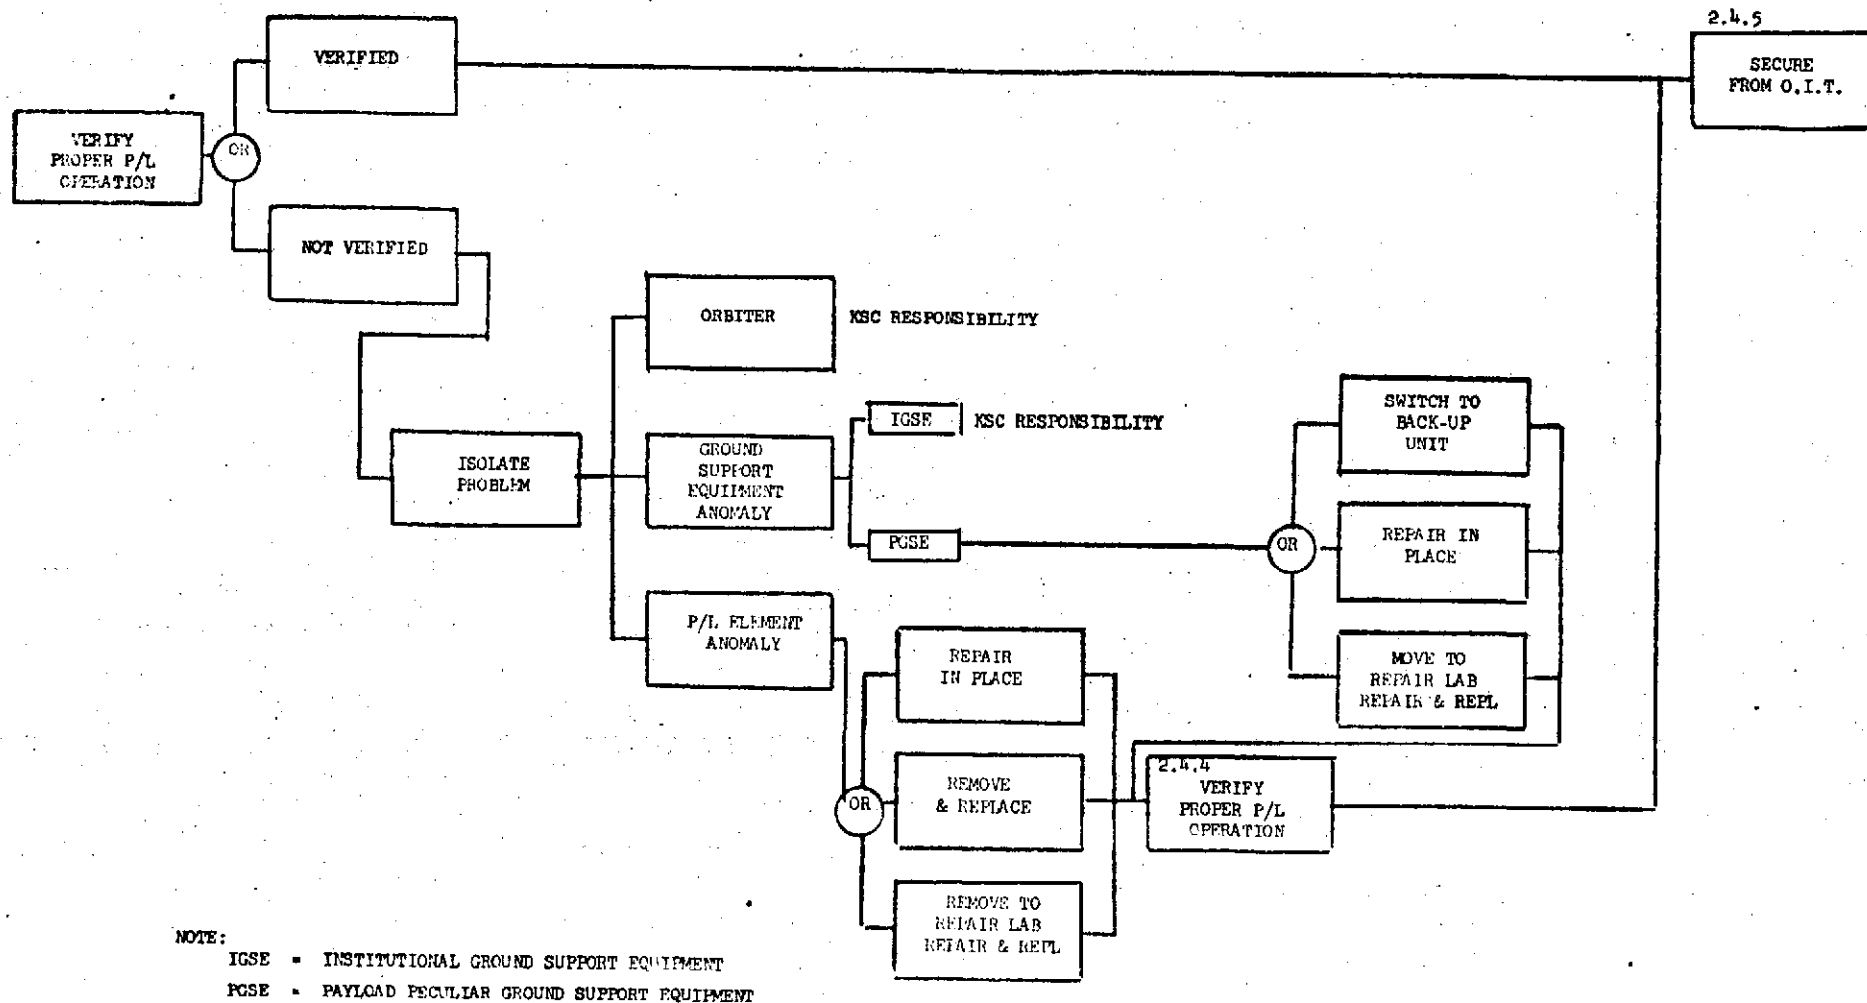 2.4.5
SECURE
FROM O.I.T.
VERIFIED
VERIFY
PROPER P/L
OPERATION
OR
NOT VERIFIED
ORBITER
KSC RESPONSIBILITY
ISOLATE
PROBLEM
GROUND
SUPPORT
EQUIPMENT
ANOMALY
IGSE
KSC RESPONSIBILITY
PGSE
OR
SWITCH TO
BACK-UP
UNIT
REPAIR IN
PLACE
MOVE TO
REPAIR LAB
REPAIR & REPL
P/L ELEMENT
ANOMALY
OR
REPAIR
IN PLACE
REMOVE
& REPLACE
REMOVE TO
REPAIR LAB
REPAIR & REPL
2.4.4
VERIFY
PROPER P/L
OPERATION
NOTE:
IGSE = INSTITUTIONAL GROUND SUPPORT EQUIPMENT
PGSE = PAYLOAD PECULIAR GROUND SUPPORT EQUIPMENT